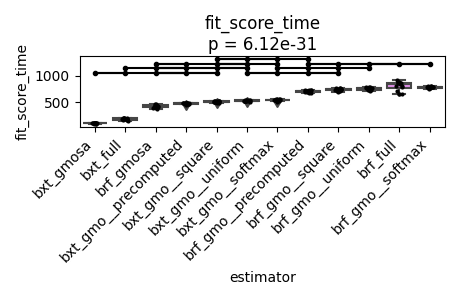 fit_score_time
p = 6.12e-31
fit_score_time
1000
500
bxt_gmosa
bxt_full
brf_gmosa
bxt_gmo__precomputed
bxt_gmo__square
bxt_gmo__uniform
bxt_gmo__softmax
brf_gmo__precomputed
brf_gmo__square
brf_gmo__uniform
brf_full
brf_gmo__softmax
estimator